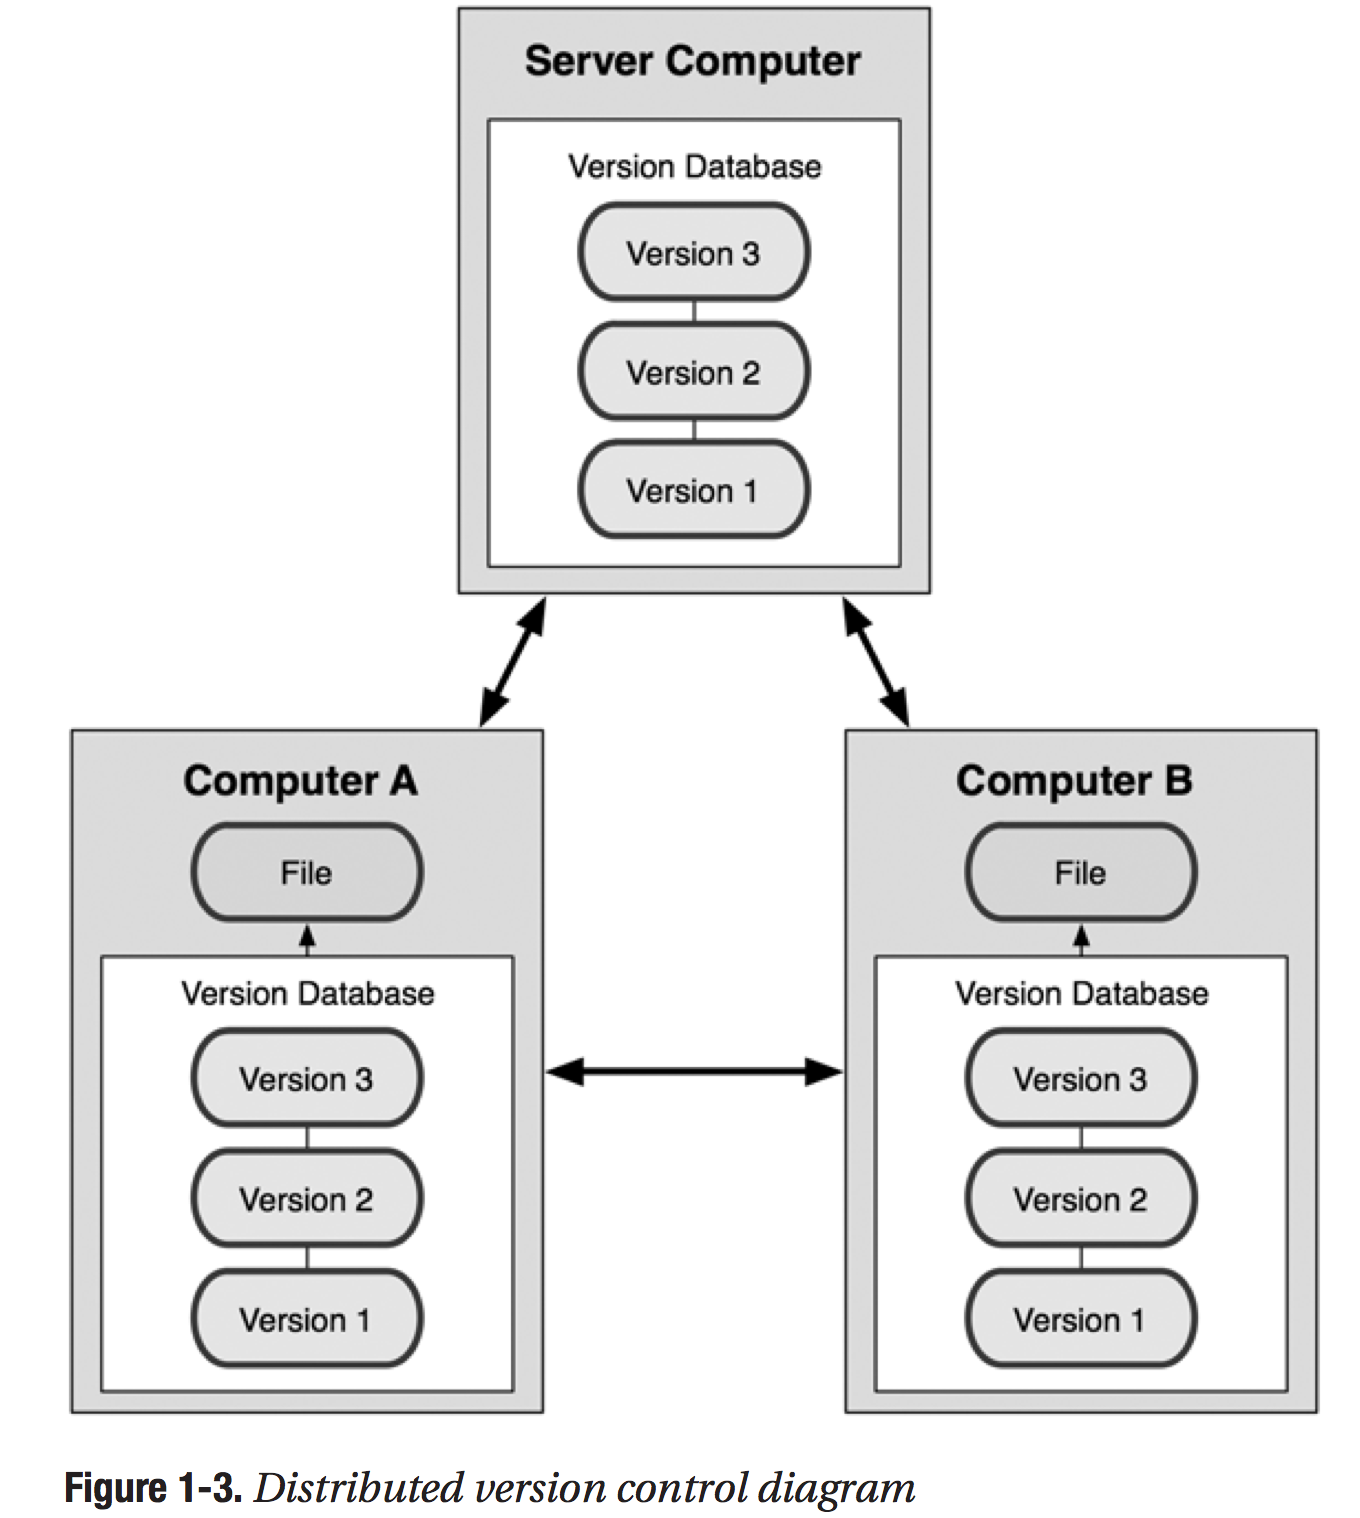 Server Computer
Version Database
Version 3
Version 2
Version 1
Computer A
File
Version Database
Version 3
Version 2
Version 1
Computer B
File
Version Database
Version 3
Version 2
Version 1
Figure 1-3. Distributed version control diagram